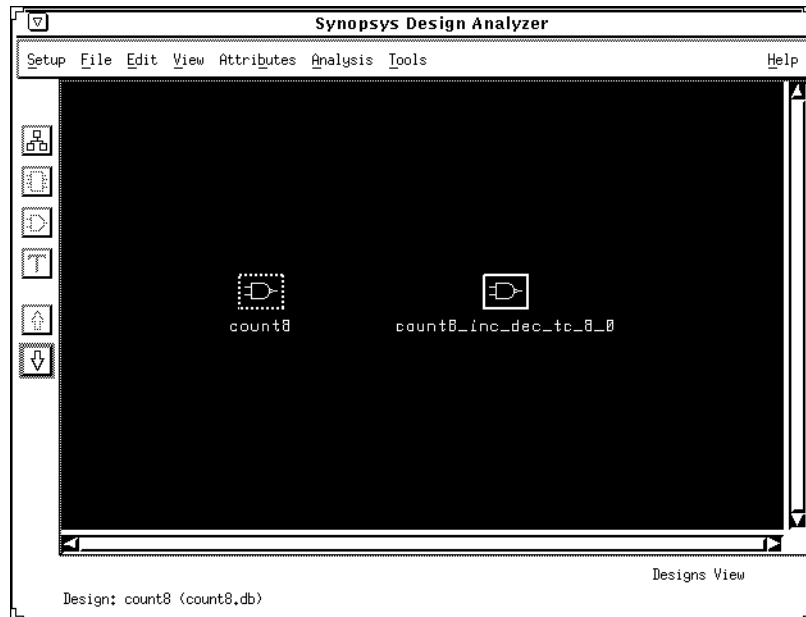 Synopsys Design Analyzer
Setup File Edit View Attributes Analysis Tools Help
count8 count8_inc_dec_tc_8_0
Designs View
Design: count8 (count8.db)